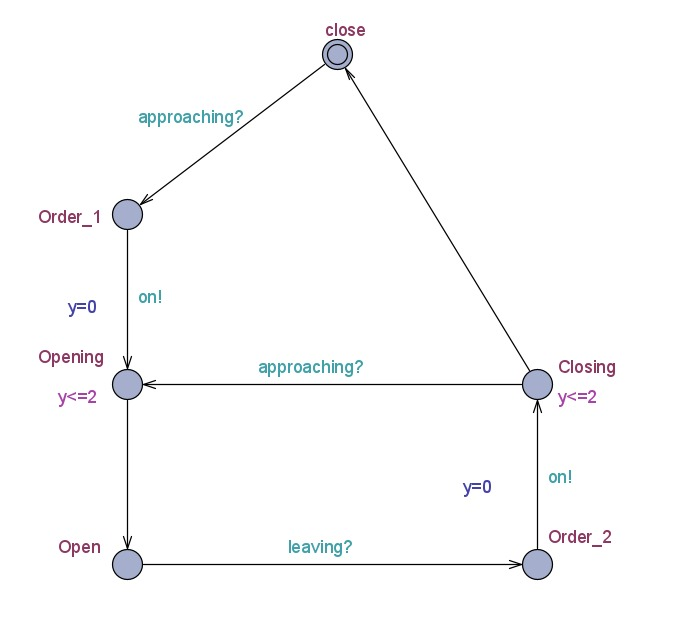 close
approaching?
Order_1
y=0
on!
Opening
y<=2
approaching?
Closing
y<=2
y=0
on!
Open
leaving?
Order_2